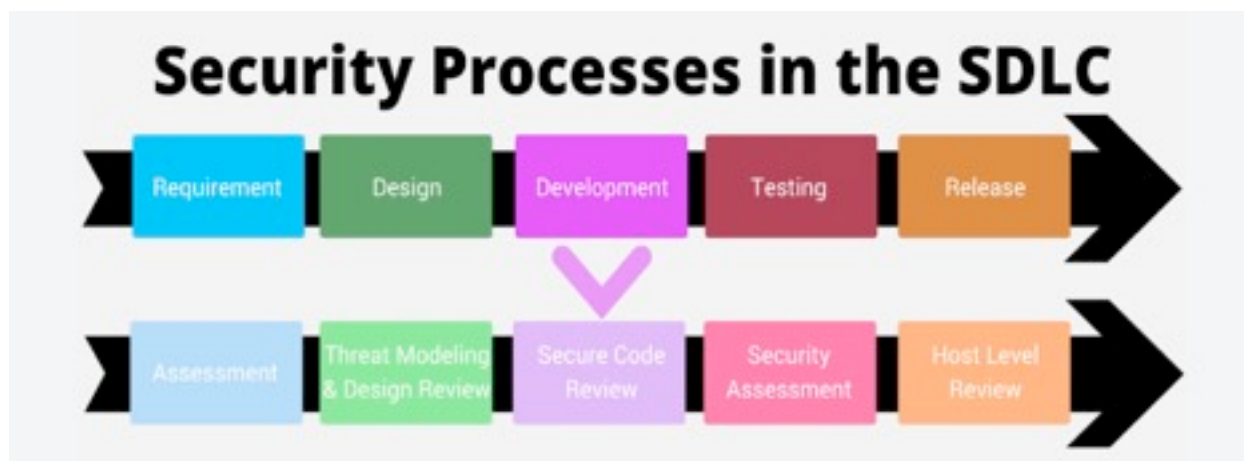 Security Processes in the SDLC
Requirement
Design
Development
Testing
Release
Assessment
Threat Modeling
& Design Review
Secure Code
Review
Security
Assessment
Host Level
Review